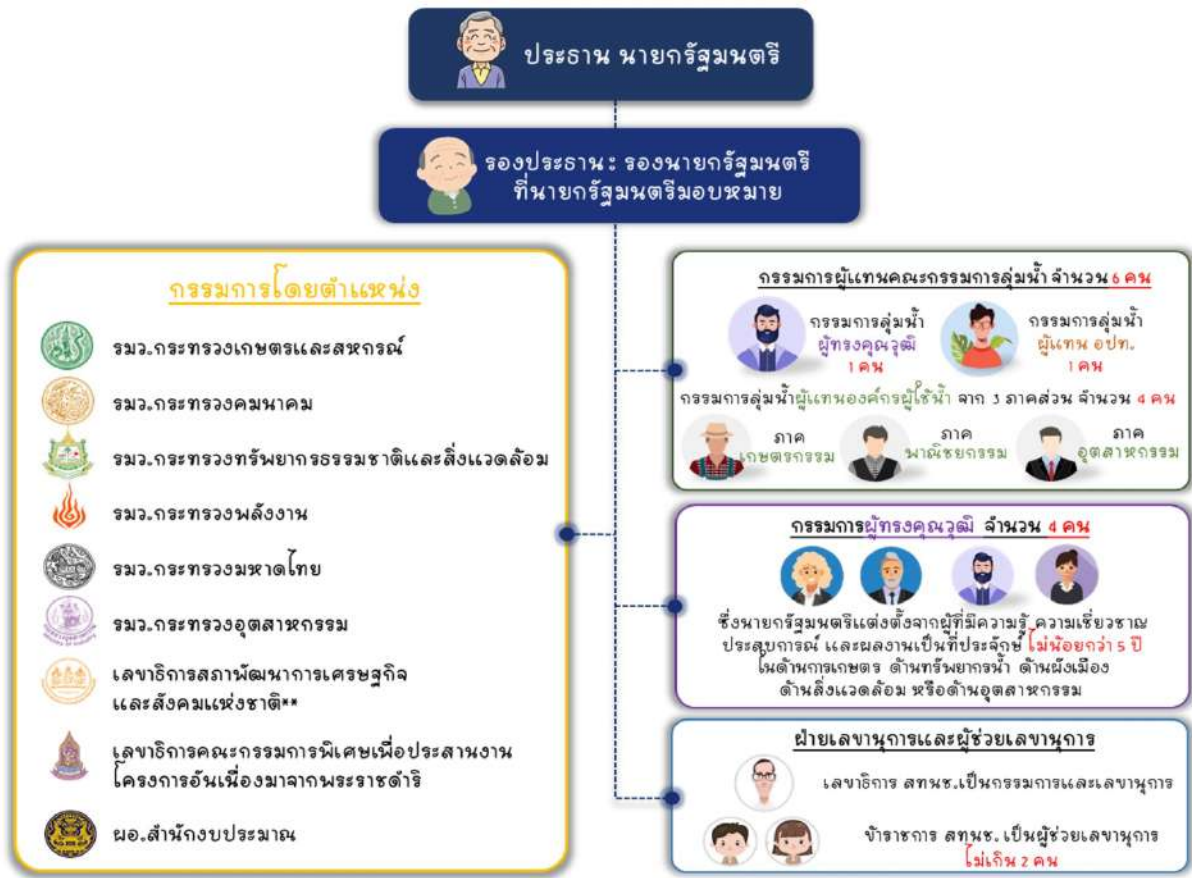 ประธาน นายกรัฐมนตรี
รองประธาน: รองนายกรัฐมนตรี
ที่นายกรัฐมนตรีมอบหมาย
กรรมการโดยตำแหน่ง
รมว.กระทรวงเกษตรและสหกรณ์
รมว.กระทรวงคมนาคม
รมว.กระทรวงทรัพยากรธรรมชาติและสิ่งแวดล้อม
รมว.กระทรวงพลังงาน
รมว.กระทรวงมหาดไทย
รมว.กระทรวงอุตสาหกรรม
เลขาธิการสภาพัฒนาการเศรษฐกิจ
และสังคมแห่งชาติ**
เลขาธิการคณะกรรมการพิเศษเพื่อประสานงาน
โครงการอันเนื่องมาจากพระราชดำริ
ผอ.สำนักงบประมาณ
กรรมการผู้แทนคณะกรรมการลุ่มน้ำ จำนวน 6 คน
กรรมการลุ่มน้ำ
ผู้ทรงคุณวุฒิ
1 คน
กรรมการลุ่มน้ำ
ผู้แทน อปท.
1 คน
กรรมการลุ่มน้ำผู้แทนองค์กรผู้ใช้น้ำ จาก 3 ภาคส่วน จำนวน 4 คน
ภาค
เกษตรกรรม
ภาค
พาณิชยกรรม
ภาค
อุตสาหกรรม
กรรมการผู้ทรงคุณวุฒิ จำนวน 4 คน
ซึ่งนายกรัฐมนตรีแต่งตั้งจากผู้ที่มีความรู้ ความเชี่ยวชาญ
ประสบการณ์ และผลงานเป็นที่ประจักษ์ ไม่น้อยกว่า 5 ปี
ในด้านการเกษตร ด้านทรัพยากรน้ำ ด้านผังเมือง
ด้านสิ่งแวดล้อม หรือด้านอุตสาหกรรม
ฝ่ายเลขานุการและผู้ช่วยเลขานุการ
เลขาธิการ สทนช.เป็นกรรมการและเลขานุการ
ข้าราชการ สทนช. เป็นผู้ช่วยเลขานุการ
ไม่เกิน 2 คน